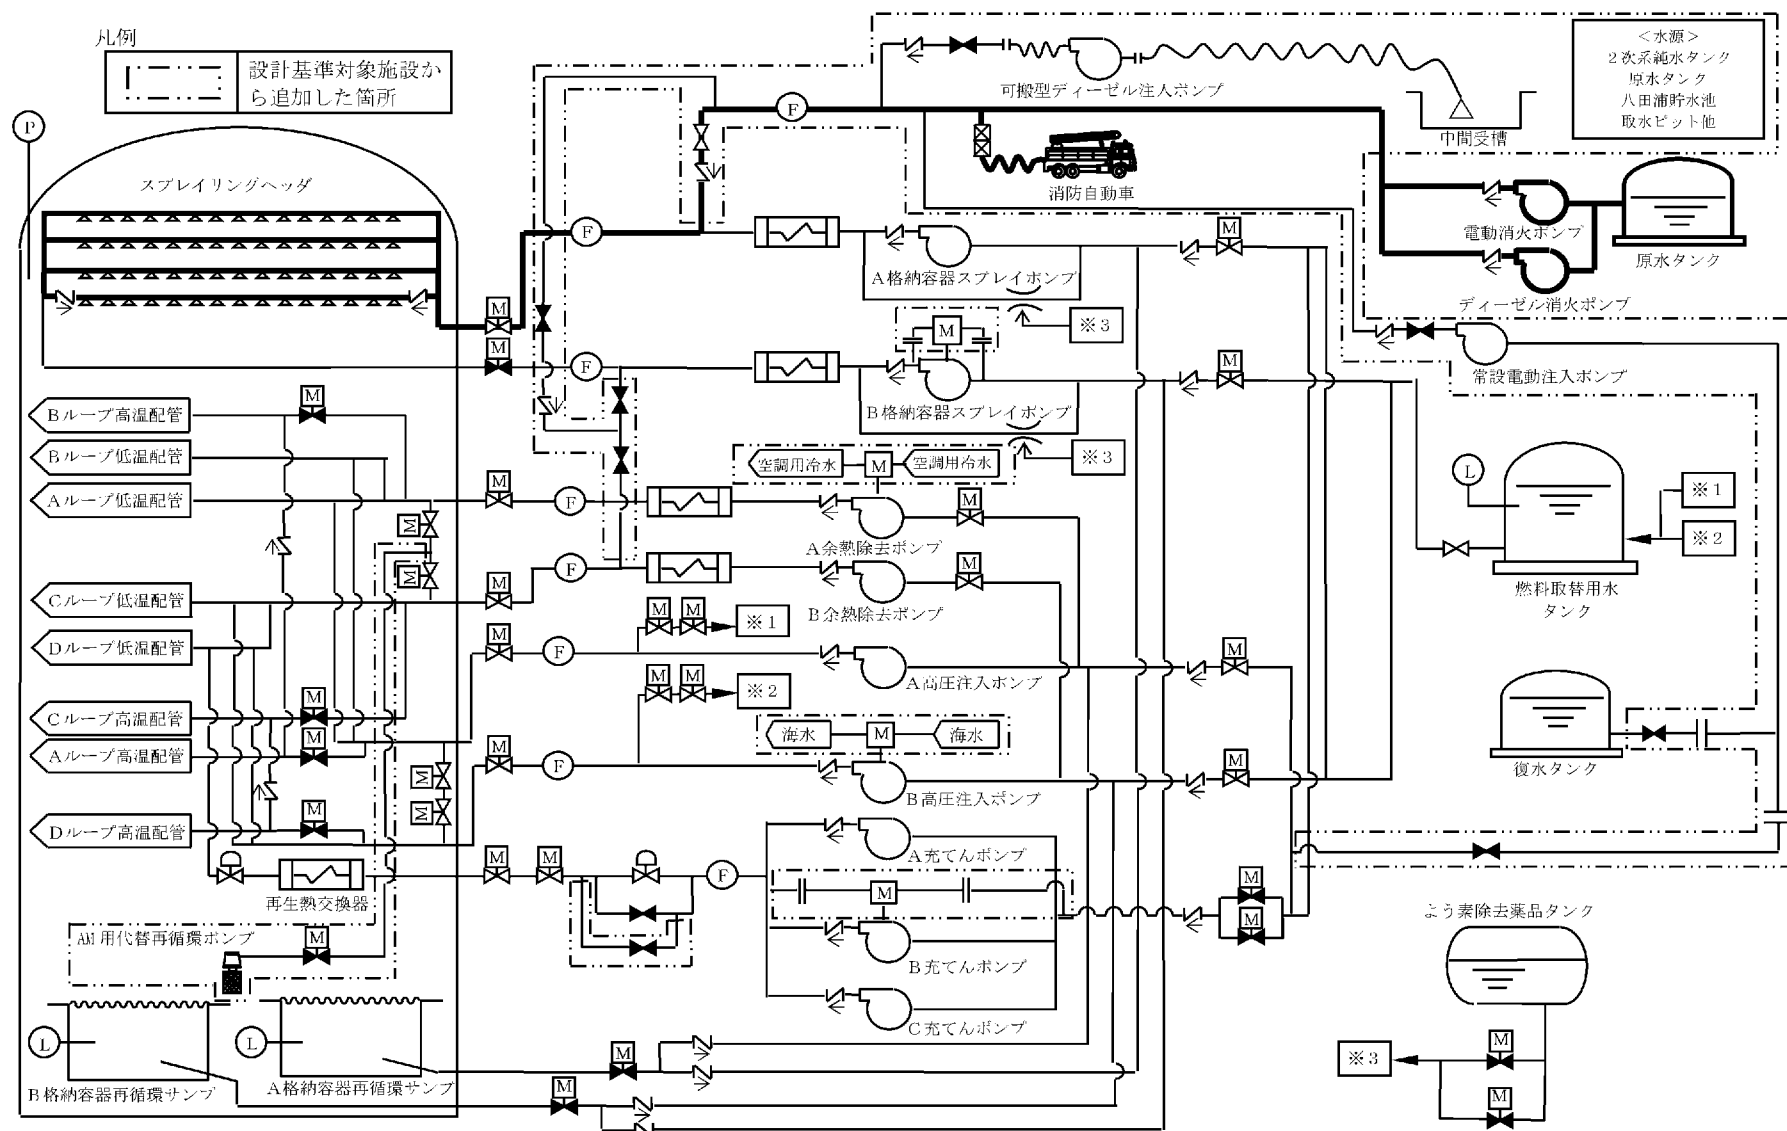 凡例
設計基準対象施設か
ら追加した箇所
P
スプレイリングヘッダ
F
可搬型ディーゼル注入ポンプ
中間受槽
＜水源＞
２次系純水タンク
原水タンク
八田浦貯水池
取水ピット他
消防自動車
電動消火ポンプ
原水タンク
ディーゼル消火ポンプ
F
M
A格納容器スプレイポンプ
M
※3
M
M
F
M
B格納容器スプレイポンプ
※3
常設電動注入ポンプ
Bループ高温配管
M
Bループ低温配管
Aループ低温配管
M
M
F
空調用冷水
M
空調用冷水
M
A余熱除去ポンプ
L
※1
※2
燃料取替用水
タンク
Cループ低温配管
M
M
F
M
B余熱除去ポンプ
Dループ低温配管
M
F
M
M
※1
A高圧注入ポンプ
M
Cループ高温配管
M
M
M
※2
Aループ高温配管
M
M
M
F
海水
M
海水
B高圧注入ポンプ
M
復水タンク
Dループ高温配管
M
M
A充てんポンプ
再生熱交換器
M
M
F
M
B充てんポンプ
M
M
C充てんポンプ
AM用代替再循環ポンプ
M
よう素除去薬品タンク
L
B格納容器再循環サンプ
L
A格納容器再循環サンプ
M
M
※3
M
M